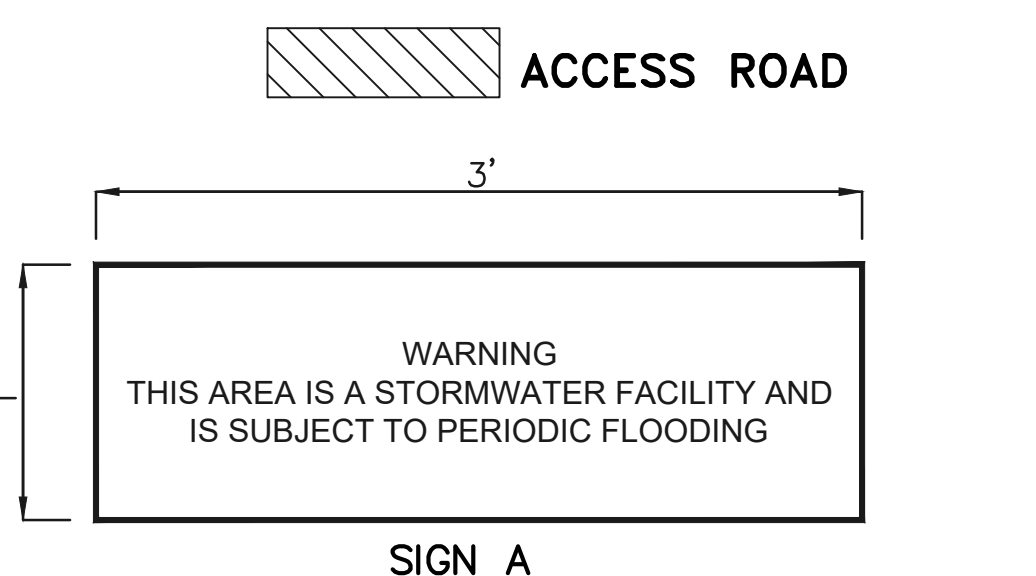 ACCESS ROAD
3'
WARNING
THIS AREA IS A STORMWATER FACILITY AND
IS SUBJECT TO PERIODIC FLOODING
SIGN A